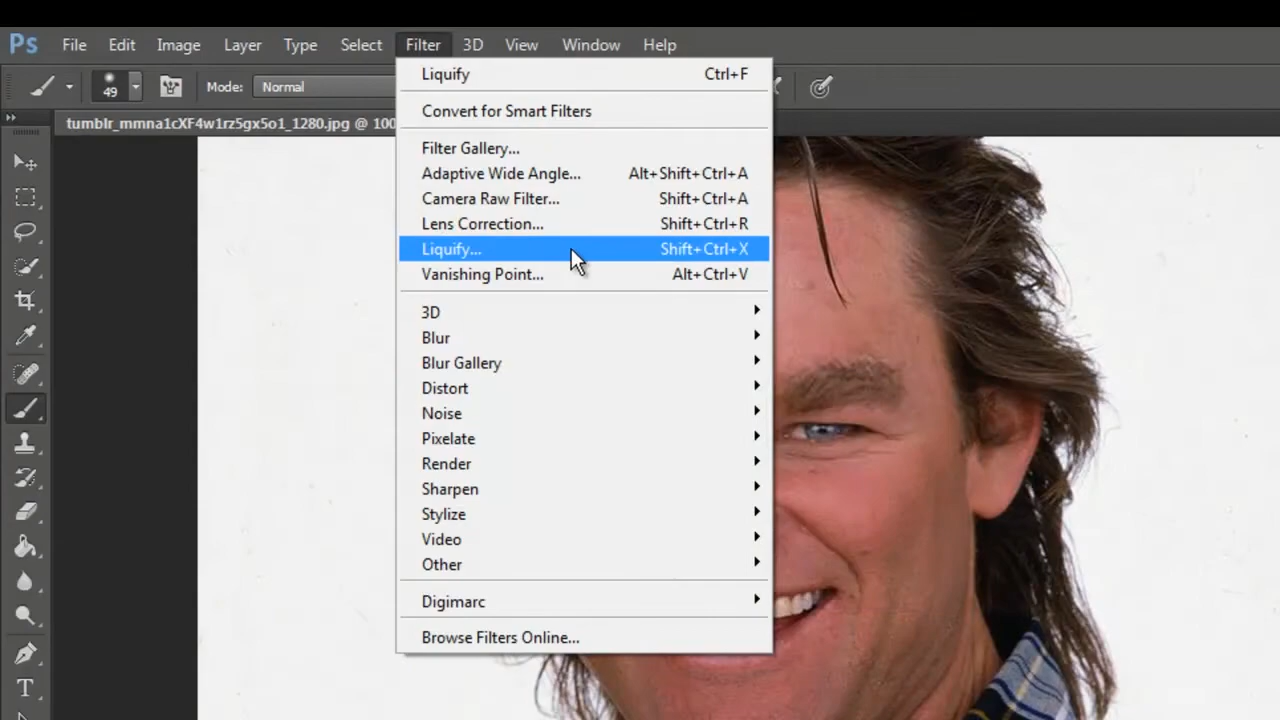 Ps File Edit Image Layer Type Select Filter 3D View Window Help
49 Mode: Normal
tumblr_mmna1cXF4w1rz5gx5o1_1280.jpg @ 100
Liquify Ctrl+F
Convert for Smart Filters
Filter Gallery...
Adaptive Wide Angle... Alt+Shift+Ctrl+A
Camera Raw Filter... Shift+Ctrl+A
Lens Correction... Shift+Ctrl+R
Liquify... Shift+Ctrl+X
Vanishing Point... Alt+Ctrl+V
3D
Blur
Blur Gallery
Distort
Noise
Pixelate
Render
Sharpen
Stylize
Video
Other
Digimarc
Browse Filters Online...
T